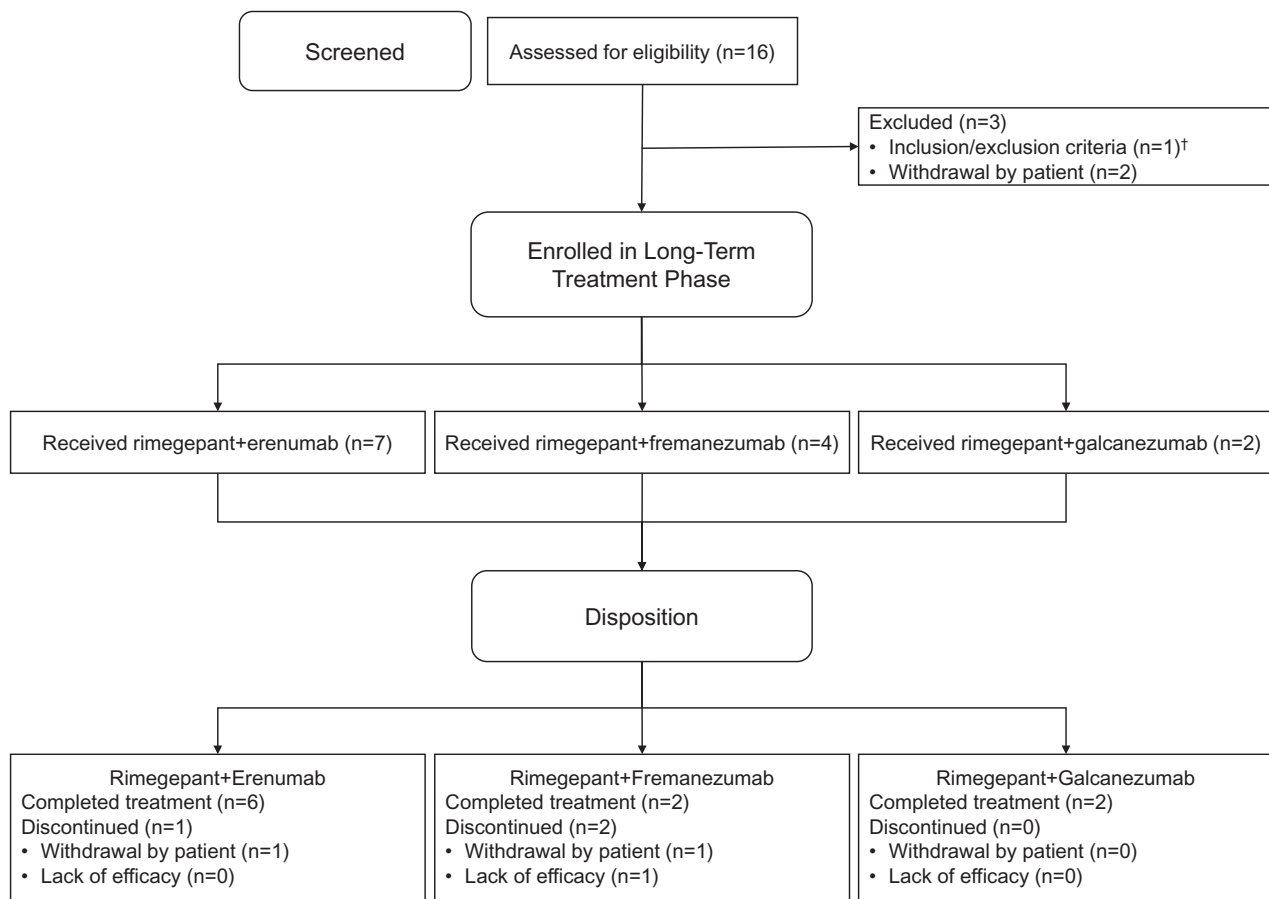 Screened
Assessed for eligibility (n=16)
Excluded (n=3)
• Inclusion/exclusion criteria (n=1)†
• Withdrawal by patient (n=2)
Enrolled in Long-Term
Treatment Phase
Received rimegepant+erenumab (n=7)
Received rimegepant+fremanezumab (n=4)
Received rimegepant+galcanezumab (n=2)
Disposition
Rimegepant+Erenumab
Completed treatment (n=6)
Discontinued (n=1)
• Withdrawal by patient (n=1)
• Lack of efficacy (n=0)
Rimegepant+Fremanezumab
Completed treatment (n=2)
Discontinued (n=2)
• Withdrawal by patient (n=1)
• Lack of efficacy (n=1)
Rimegepant+Galcanezumab
Completed treatment (n=2)
Discontinued (n=0)
• Withdrawal by patient (n=0)
• Lack of efficacy (n=0)